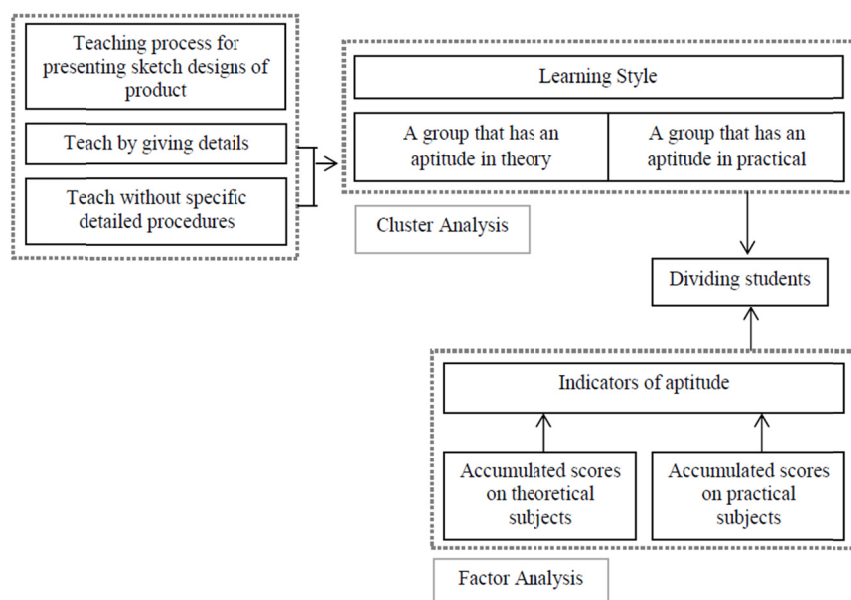 Teaching process for
presenting sketch designs of
product
Teach by giving details
Teach without specific
detailed procedures
Learning Style
A group that has an
aptitude in theory
A group that has an
aptitude in practical
Cluster Analysis
Dividing students
Indicators of aptitude
Accumulated scores
on theoretical
subjects
Accumulated scores
on practical
subjects
Factor Analysis